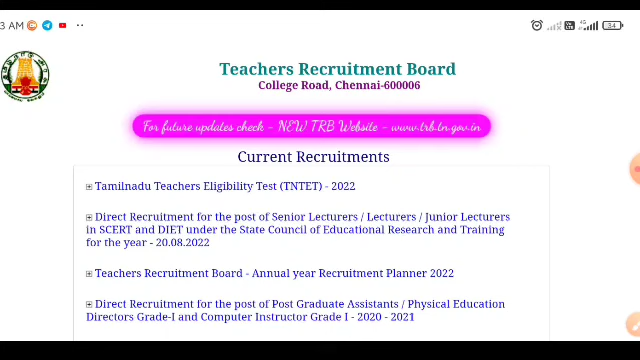 3 AM
4G
34
Teachers Recruitment Board
College Road, Chennai-600006
For future updates check - NEW TRB Website - www.trb.tn.gov.in
Current Recruitments
Tamilnadu Teachers Eligibility Test (TNTET) - 2022
Direct Recruitment for the post of Senior Lecturers / Lecturers / Junior Lecturers
in SCERT and DIET under the State Council of Educational Research and Training
for the year - 20.08.2022
Teachers Recruitment Board - Annual year Recruitment Planner 2022
Direct Recruitment for the post of Post Graduate Assistants / Physical Education
Directors Grade-I and Computer Instructor Grade I - 2020 - 2021